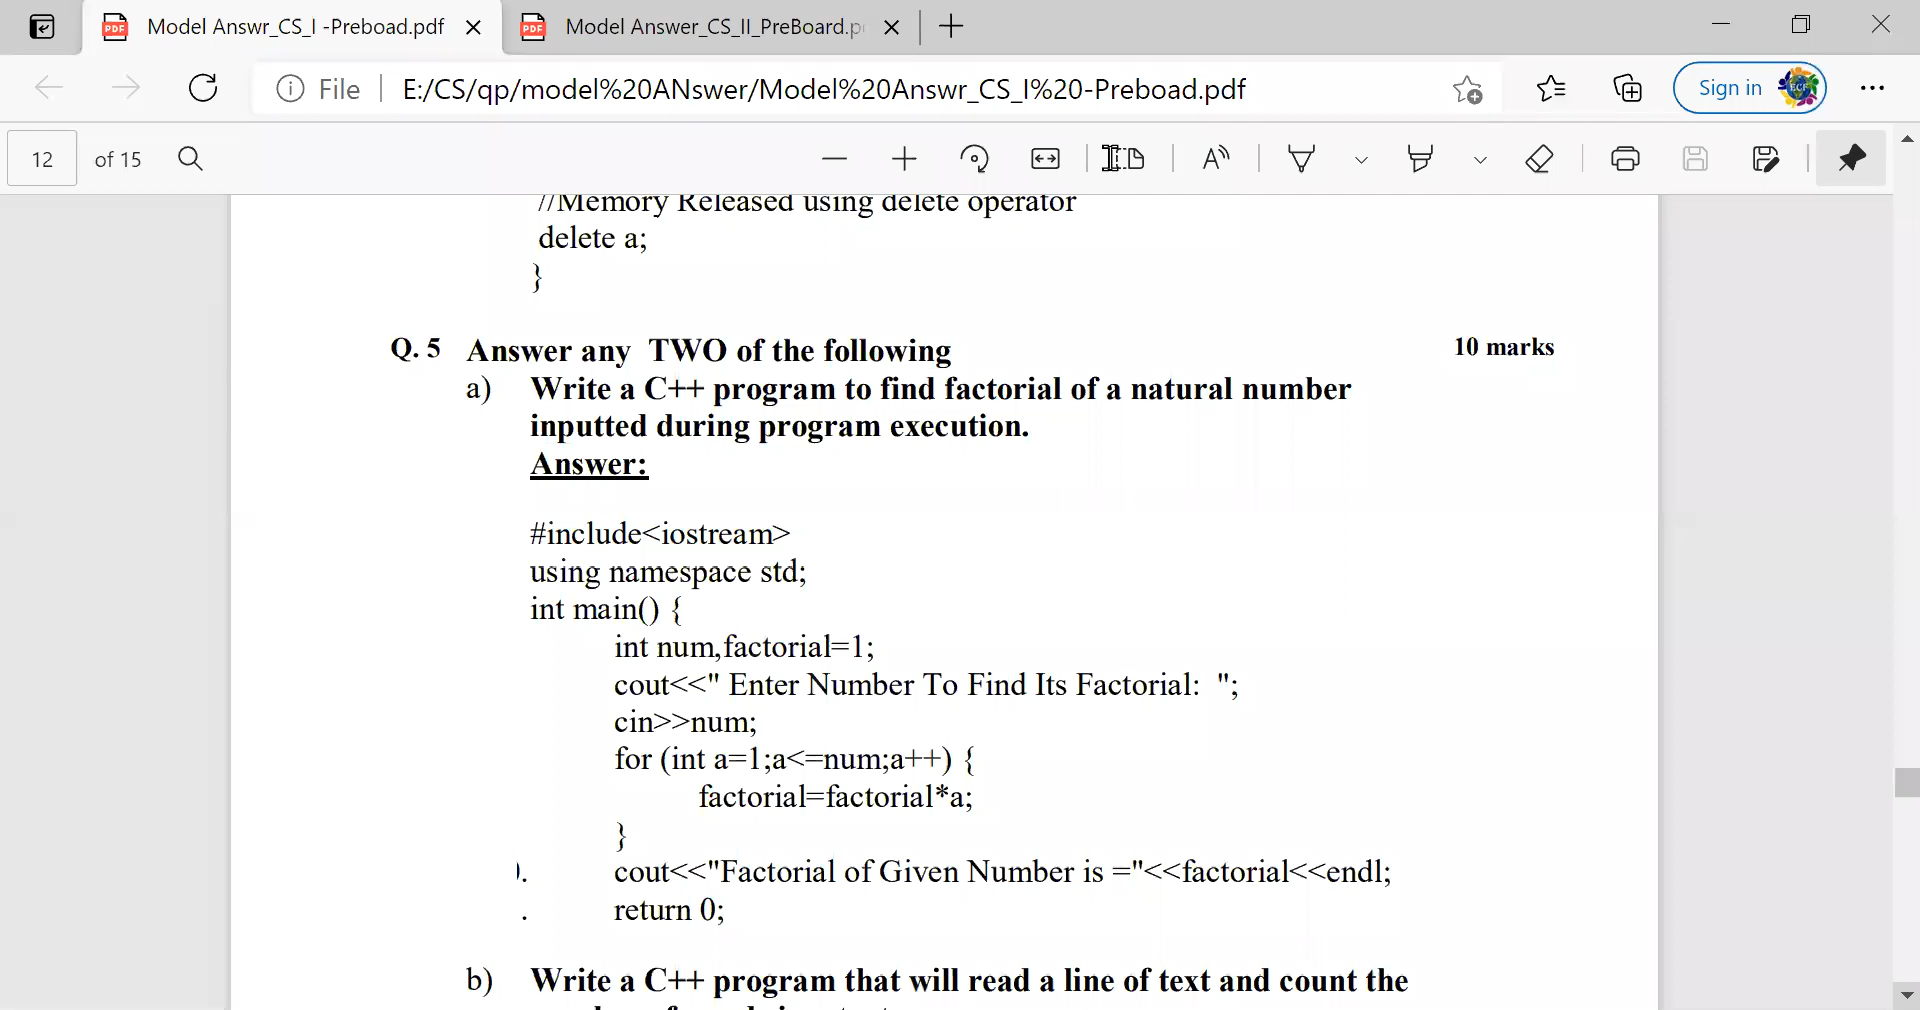 Model Answr_CS_I -Preboad.pdf
Model Answer_CS_II_PreBoard.p
File
E:/CS/qp/model%20ANswer/Model%20Answr_CS_I%20-Preboad.pdf
Sign in
12 of 15
//Memory Released using delete operator
delete a;
}
Q. 5 Answer any TWO of the following 10 marks
a) Write a C++ program to find factorial of a natural number
inputted during program execution.
Answer:
#include<iostream>
using namespace std;
int main() {
int num,factorial=1;
cout<<" Enter Number To Find Its Factorial:  ";
cin>>num;
for (int a=1;a<=num;a++) {
factorial=factorial*a;
}
cout<<"Factorial of Given Number is ="<<factorial<<endl;
return 0;
b) Write a C++ program that will read a line of text and count the